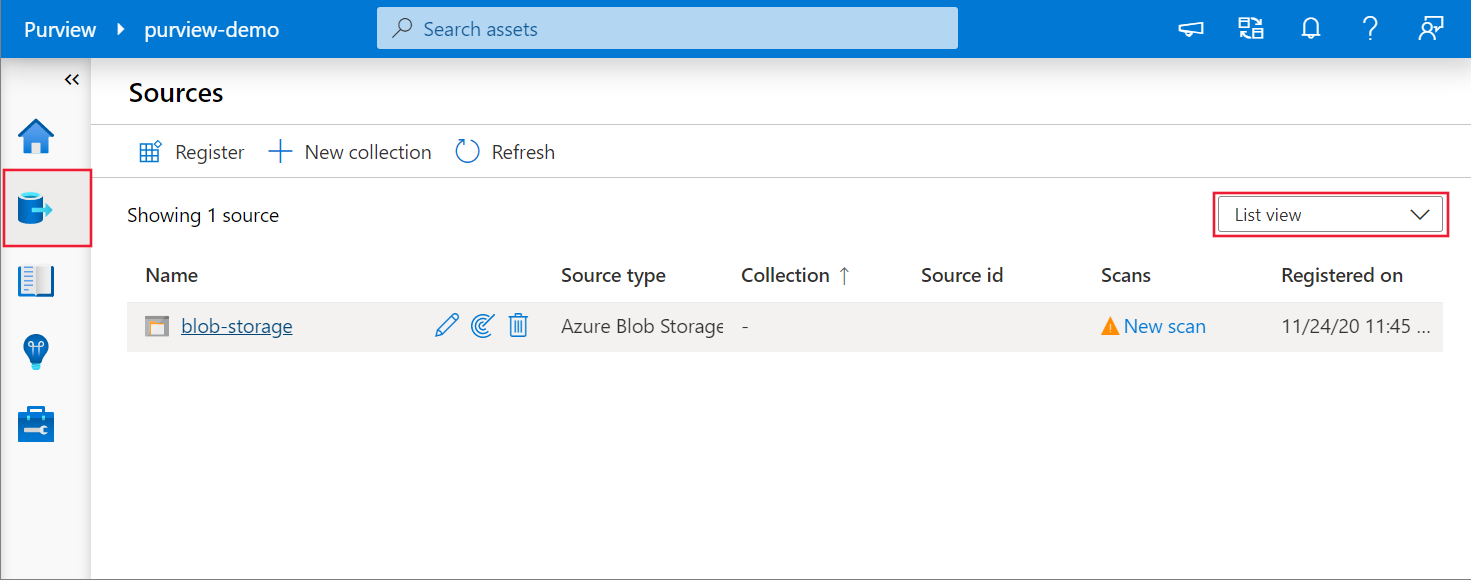 Purview purview-demo Search assets
Sources
Register New collection Refresh
Showing 1 source List view
Name Source type Collection ↑ Source id Scans Registered on
blob-storage Azure Blob Storage - New scan 11/24/20 11:45 ...